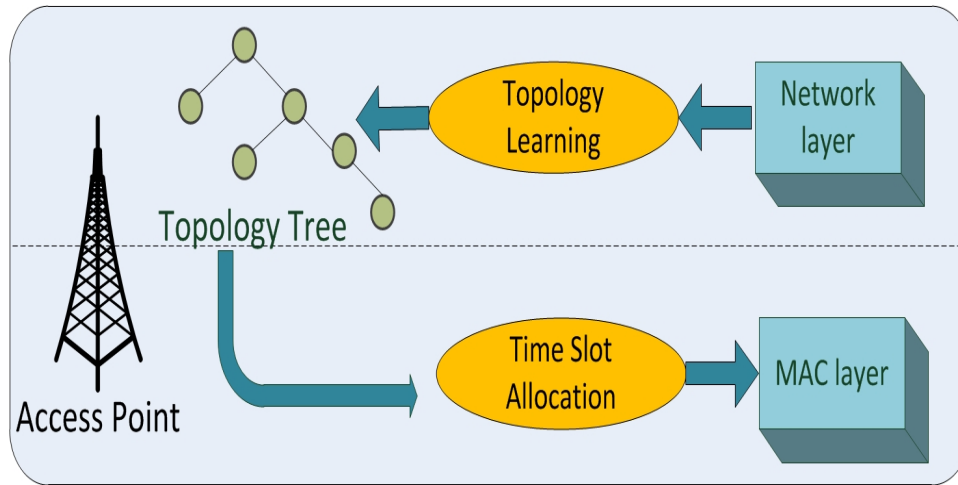 Topology
Learning
Network
layer
Topology Tree
Access Point
Time Slot
Allocation
MAC layer